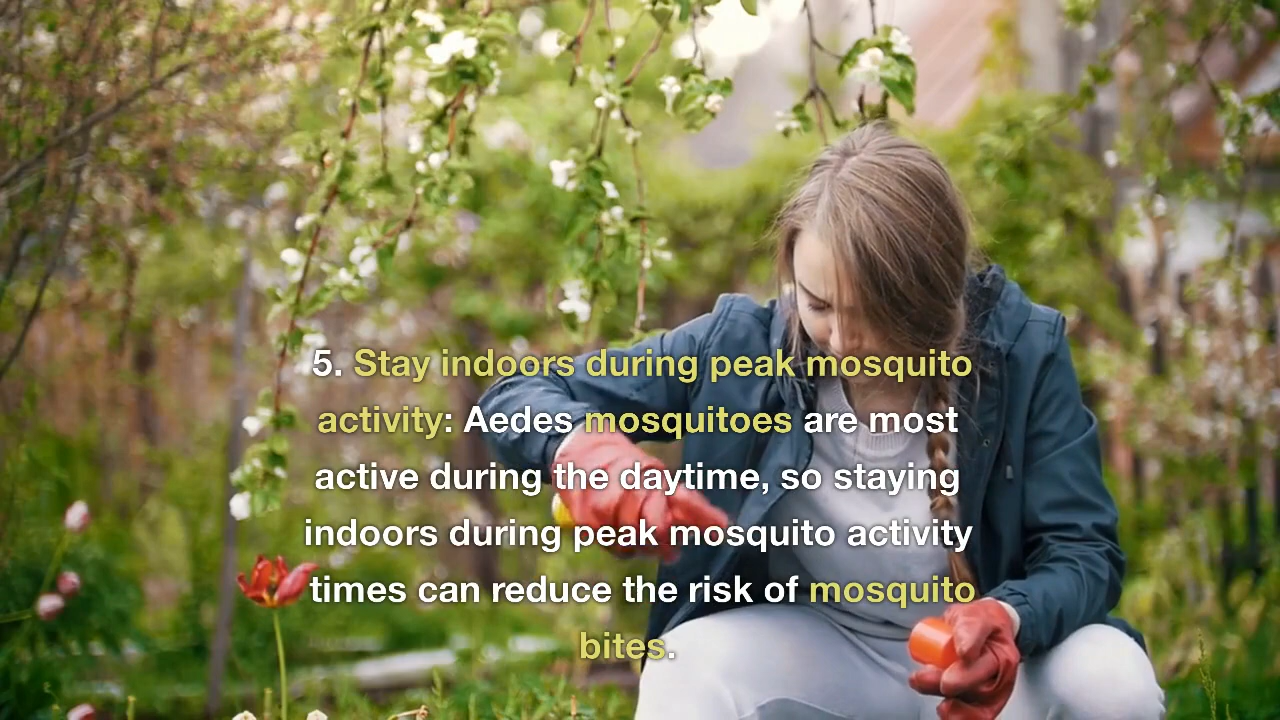 5. Stay indoors during peak mosquito
activity: Aedes mosquitoes are most
active during the daytime, so staying
indoors during peak mosquito activity
times can reduce the risk of mosquito
bites.